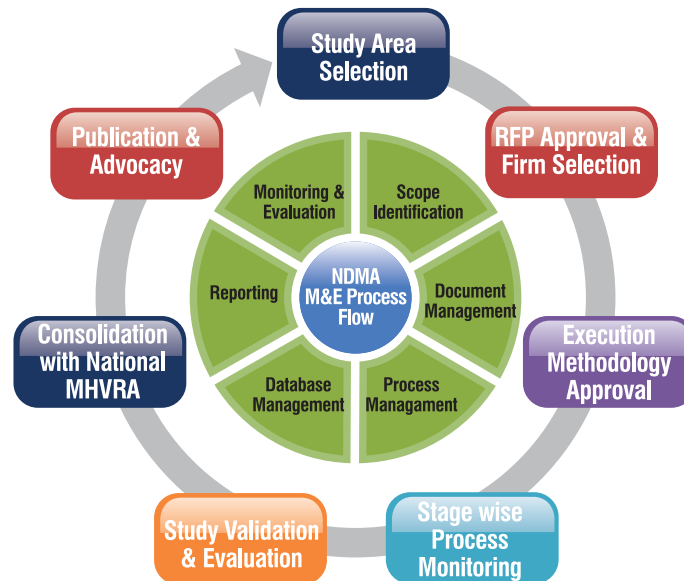 Study Area
Selection
RFP Approval &
Firm Selection
Execution
Methodology
Approval
Stage wise
Process
Monitoring
Study Validation
& Evaluation
Consolidation
with National
MHVRA
Publication &
Advocacy
Scope
Identification
Document
Management
Process
Managament
Database
Management
Reporting
Monitoring &
Evaluation
NDMA
M&E Process
Flow